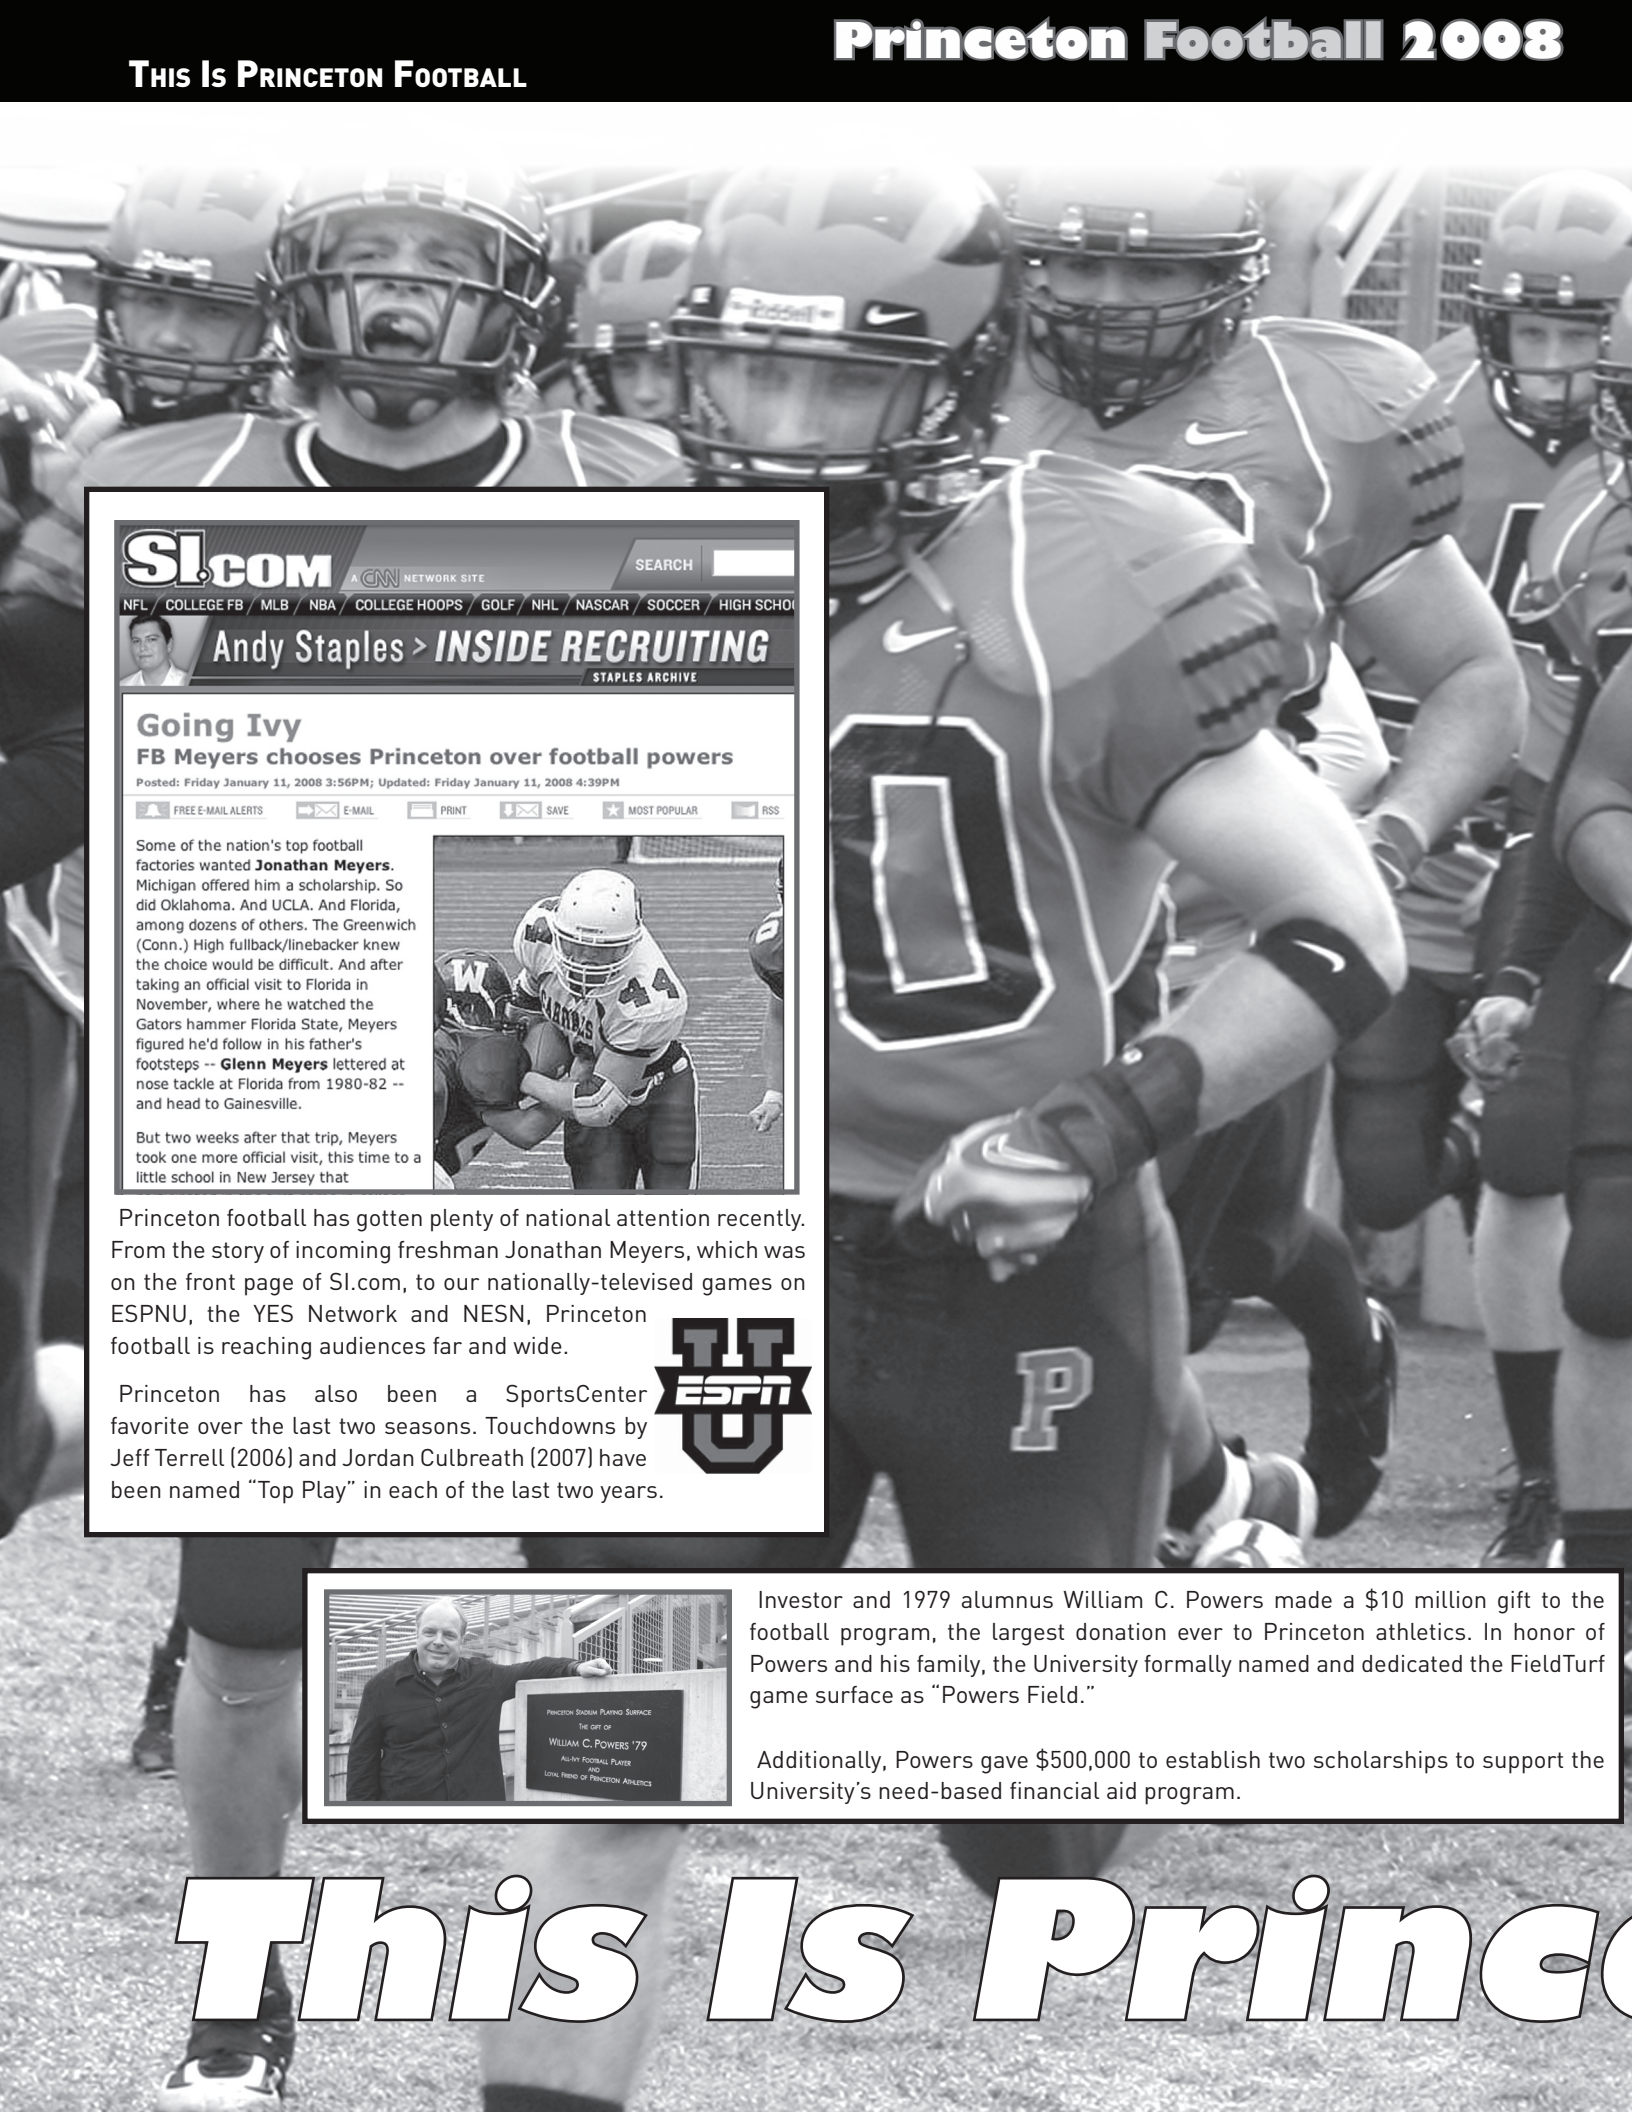 Princeton Football 2008
THIS IS PRINCETON FOOTBALL
Riddell
SI.COM
A CNN NETWORK SITE
SEARCH
NFL / COLLEGE FB / MLB / NBA / COLLEGE HOOPS / GOLF / NHL / NASCAR / SOCCER / HIGH SCHO
Andy Staples > INSIDE RECRUITING
STAPLES ARCHIVE
Going Ivy
FB Meyers chooses Princeton over football powers
Posted: Friday January 11, 2008 3:56PM; Updated: Friday January 11, 2008 4:39PM
FREE E-MAIL ALERTS E-MAIL PRINT SAVE MOST POPULAR RSS
Some of the nation's top football
factories wanted Jonathan Meyers.
Michigan offered him a scholarship. So
did Oklahoma. And UCLA. And Florida,
among dozens of others. The Greenwich
(Conn.) High fullback/linebacker knew
the choice would be difficult. And after
taking an official visit to Florida in
November, where he watched the
Gators hammer Florida State, Meyers
figured he'd follow in his father's
footsteps -- Glenn Meyers lettered at
nose tackle at Florida from 1980-82 --
and head to Gainesville.
But two weeks after that trip, Meyers
took one more official visit, this time to a
little school in New Jersey that
W
44
0
Princeton football has gotten plenty of national attention recently.
From the story of incoming freshman Jonathan Meyers, which was
on the front page of SI.com, to our nationally-televised games on
ESPNU, the YES Network and NESN, Princeton
football is reaching audiences far and wide.
Princeton has also been a SportsCenter
favorite over the last two seasons. Touchdowns by
Jeff Terrell (2006) and Jordan Culbreath (2007) have
been named “Top Play” in each of the last two years.
U
ESPN
P
Investor and 1979 alumnus William C. Powers made a $10 million gift to the
football program, the largest donation ever to Princeton athletics. In honor of
Powers and his family, the University formally named and dedicated the FieldTurf
game surface as “Powers Field.”
Additionally, Powers gave $500,000 to establish two scholarships to support the
University’s need-based financial aid program.
PRINCETON STADIUM PLAYING SURFACE
THE GIFT OF
WILLIAM C. POWERS '79
ALL-IVY FOOTBALL PLAYER
AND
LOYAL FRIEND OF PRINCETON ATHLETICS
This Is Princ